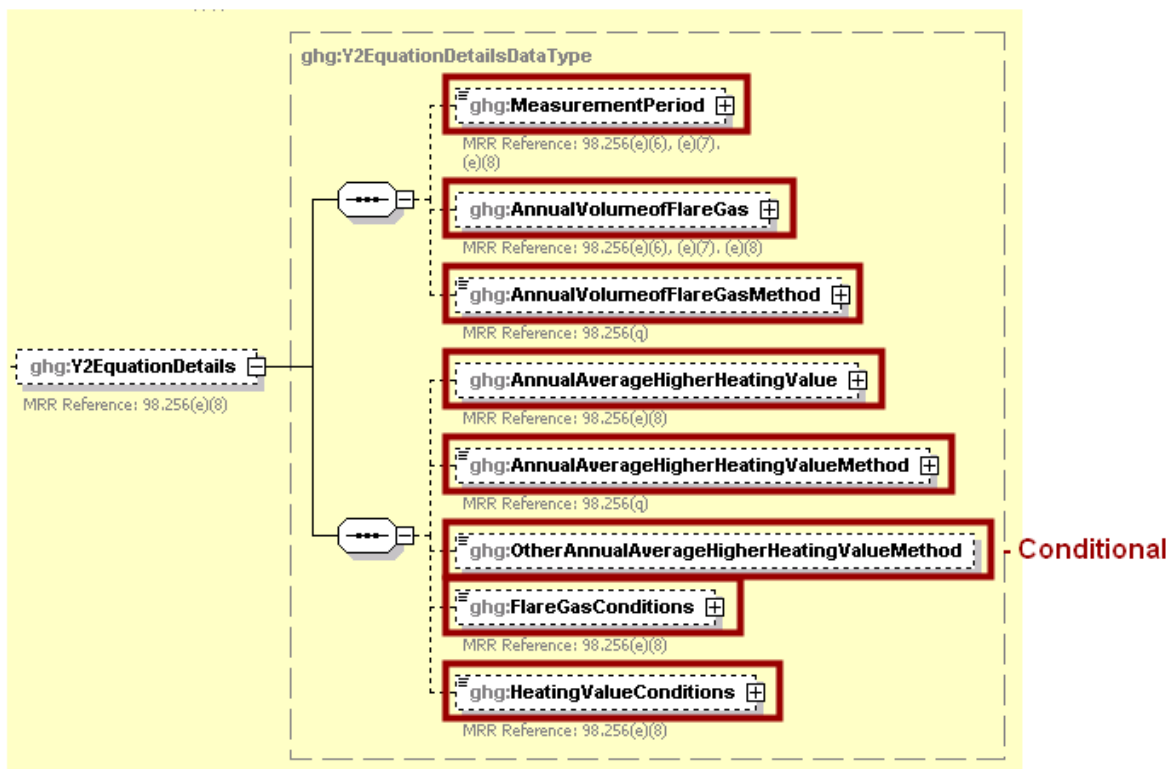 ghg:Y2EquationDetailsDataType
ghg:MeasurementPeriod
MRR Reference: 98.256(e)(6), (e)(7).
(e)(8)
ghg:AnnualVolumeofFlareGas
MRR Reference: 98.256(e)(6), (e)(7). (e)(8)
ghg:AnnualVolumeofFlareGasMethod
MRR Reference: 98.256(q)
ghg:Y2EquationDetails
MRR Reference: 98.256(e)(8)
ghg:AnnualAverageHigherHeatingValue
MRR Reference: 98.256(e)(8)
ghg:AnnualAverageHigherHeatingValueMethod
MRR Reference: 98.256(q)
ghg:OtherAnnualAverageHigherHeatingValueMethod
- Conditional
ghg:FlareGasConditions
MRR Reference: 98.256(e)(8)
ghg:HeatingValueConditions
MRR Reference: 98.256(e)(8)